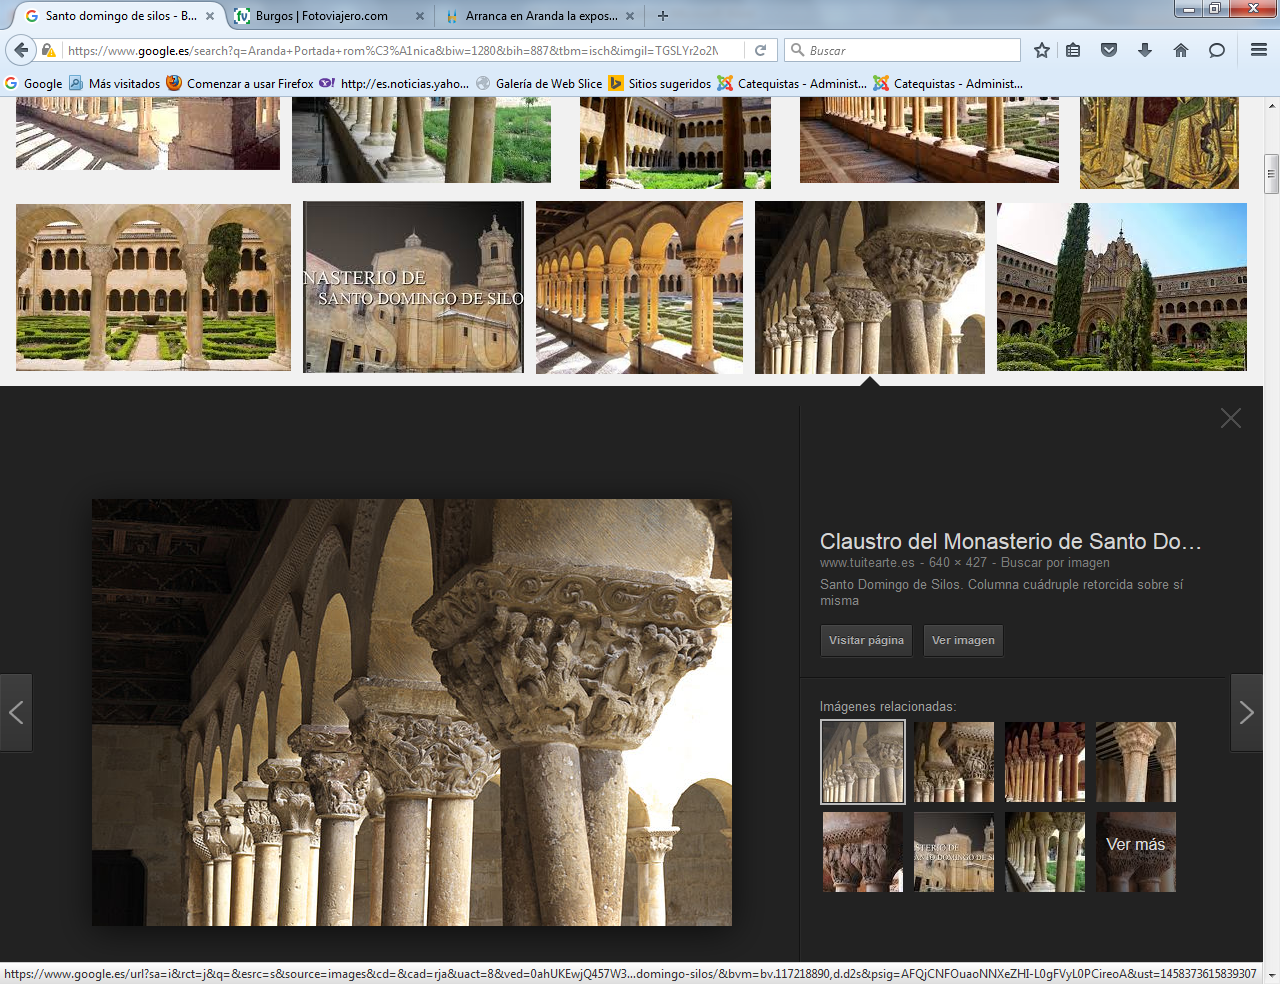 Santo domingo de silos - B...
Burgos | Fotoviajero.com
Arranca en Aranda la expos...
https://www.google.es/search?q=Aranda+Portada+rom%C3%A1nica&biw=1280&bih=887&tbm=isch&imgil=TGSLYr2o2N
Buscar
Google
Más visitados
Comenzar a usar Firefox
http://es.noticias.yaho...
Galería de Web Slice
Sitios sugeridos
Catequistas - Administ...
Catequistas - Administ...
NASTERIO DE
SANTO DOMINGO DE SILO
Claustro del Monasterio de Santo Do...
www.tuitearte.es - 640 × 427 - Buscar por imagen
Santo Domingo de Silos. Columna cuádruple retorcida sobre sí
misma
Visitar página
Ver imagen
Imágenes relacionadas:
STERIO DE
ANTO DOMINGO DE SI
Ver más
https://www.google.es/url?sa=i&rct=j&q=&esrc=s&source=images&cd=&cad=rja&uact=8&ved=0ahUKEwjQ457W3...domingo-silos/&bvm=bv.117218890,d.d2s&psig=AFQjCNFOuaoNNXeZHI-L0gFVyL0PCireoA&ust=1458373615839307